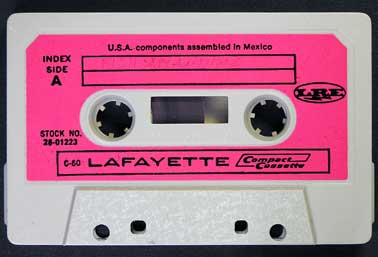 U.S.A. components assembled in Mexico
INDEX
SIDE
A
LRE
STOCK NO.
28-01223
C-60 LAFAYETTE Compact
Cassette